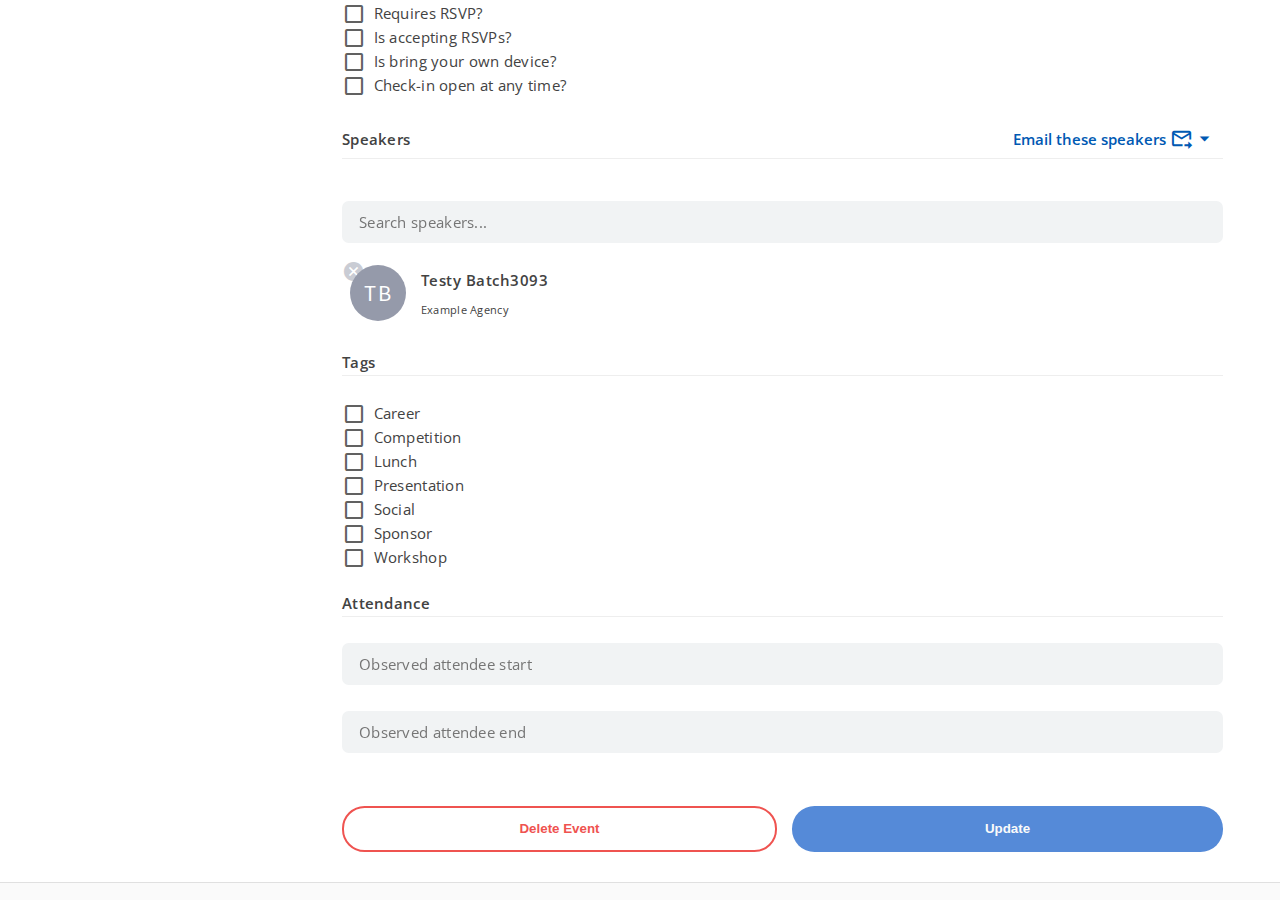 Requires RSVP?
Is accepting RSVPs?
Is bring your own device?
Check-in open at any time?
Speakers
Email these speakers
Search speakers...
TB
Testy Batch3093
Example Agency
Tags
Career
Competition
Lunch
Presentation
Social
Sponsor
Workshop
Attendance
Observed attendee start
Observed attendee end
Delete Event
Update